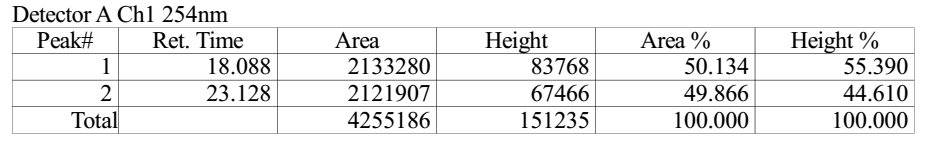 Detector A Ch1 254nm
Peak# Ret. Time Area Height Area % Height %
1 18.088 2133280 83768 50.134 55.390
2 23.128 2121907 67466 49.866 44.610
Total 4255186 151235 100.000 100.000